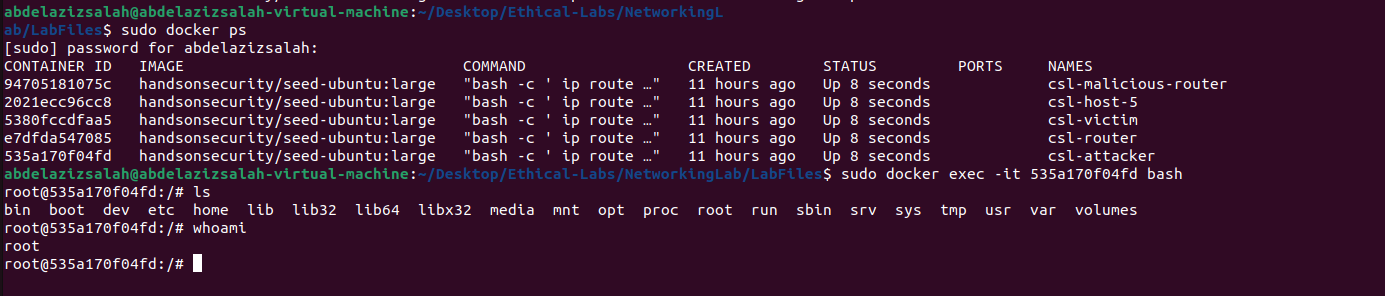 abdelazizsalah@abdelazizsalah-virtual-machine:~/Desktop/Ethical-Labs/NetworkingL
ab/LabFiles$ sudo docker ps
[sudo] password for abdelazizsalah:
CONTAINER ID   IMAGE                              COMMAND                  CREATED        STATUS         PORTS     NAMES
94705181075c   handsonsecurity/seed-ubuntu:large   "bash -c ' ip route …"   11 hours ago   Up 8 seconds             csl-malicious-router
2021ecc96cc8   handsonsecurity/seed-ubuntu:large   "bash -c ' ip route …"   11 hours ago   Up 8 seconds             csl-host-5
5380fccdfaa5   handsonsecurity/seed-ubuntu:large   "bash -c ' ip route …"   11 hours ago   Up 8 seconds             csl-victim
e7dfda547085   handsonsecurity/seed-ubuntu:large   "bash -c ' ip route …"   11 hours ago   Up 8 seconds             csl-router
535a170f04fd   handsonsecurity/seed-ubuntu:large   "bash -c ' ip route …"   11 hours ago   Up 8 seconds             csl-attacker
abdelazizsalah@abdelazizsalah-virtual-machine:~/Desktop/Ethical-Labs/NetworkingLab/LabFiles$ sudo docker exec -it 535a170f04fd bash
root@535a170f04fd:/# ls
bin  boot  dev  etc  home  lib  lib32  lib64  libx32  media  mnt  opt  proc  root  run  sbin  srv  sys  tmp  usr  var  volumes
root@535a170f04fd:/# whoami
root
root@535a170f04fd:/#